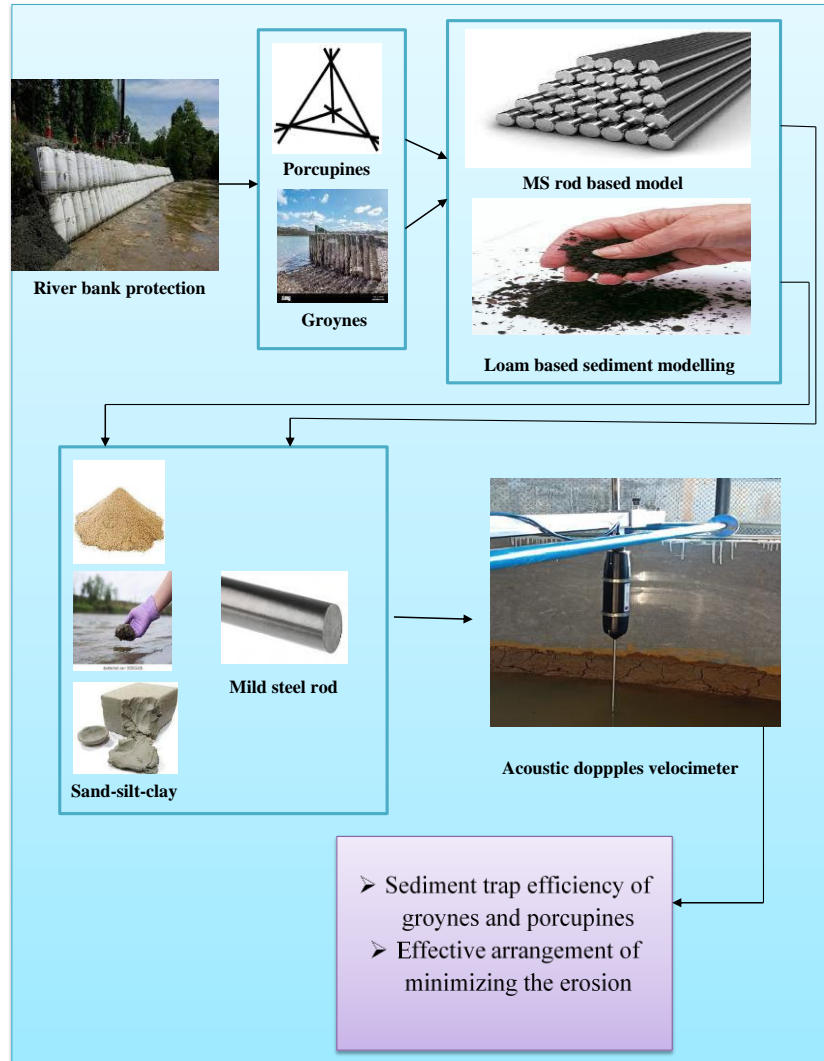 Porcupines
MS rod based model
River bank protection
Groynes
Loam based sediment modelling
Mild steel rod
Sand-silt-clay
Acoustic doppples velocimeter
➢ Sediment trap efficiency of
groynes and porcupines
➢ Effective arrangement of
minimizing the erosion